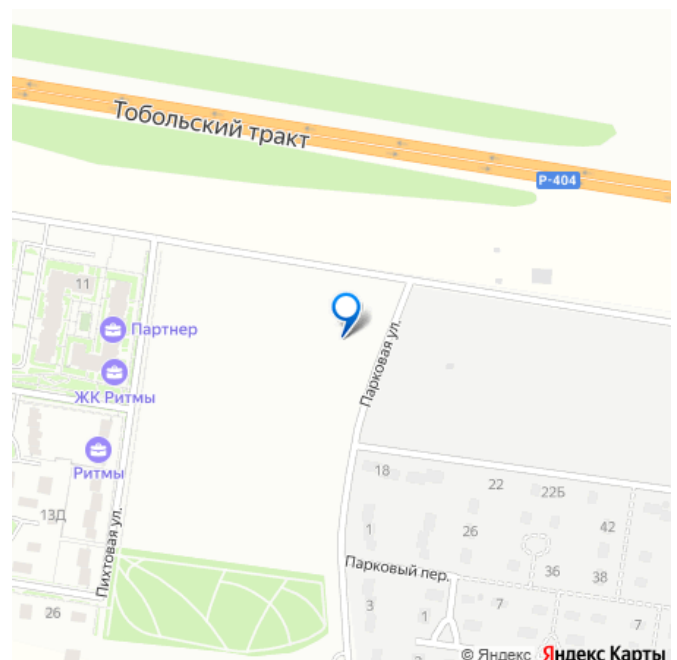 Тобольский тракт
Р-404
11
Партнер
ЖК Ритмы
Парковая ул.
Ритмы
18
22
22Б
13Д
1
26
42
Пихтовая ул.
Парковый пер.
36
38
26
3
1
7
7
© Яндекс Яндекс Карты